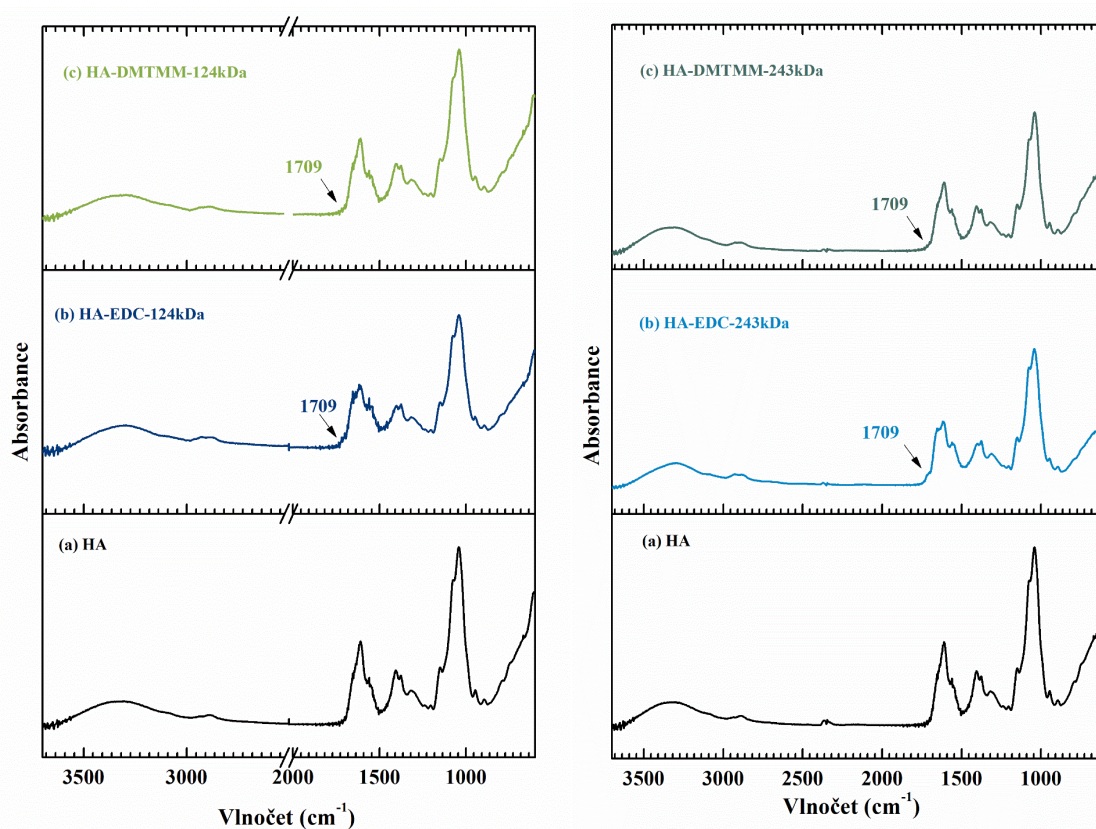 (c) HA-DMTMM-124kDa
1709
(b) HA-EDC-124kDa
1709
(a) HA
Absorbance
3500 3000 2000 1500 1000
Vlnočet (cm⁻¹)
(c) HA-DMTMM-243kDa
1709
(b) HA-EDC-243kDa
1709
(a) HA
Absorbance
3500 3000 2500 2000 1500 1000
Vlnočet (cm⁻¹)